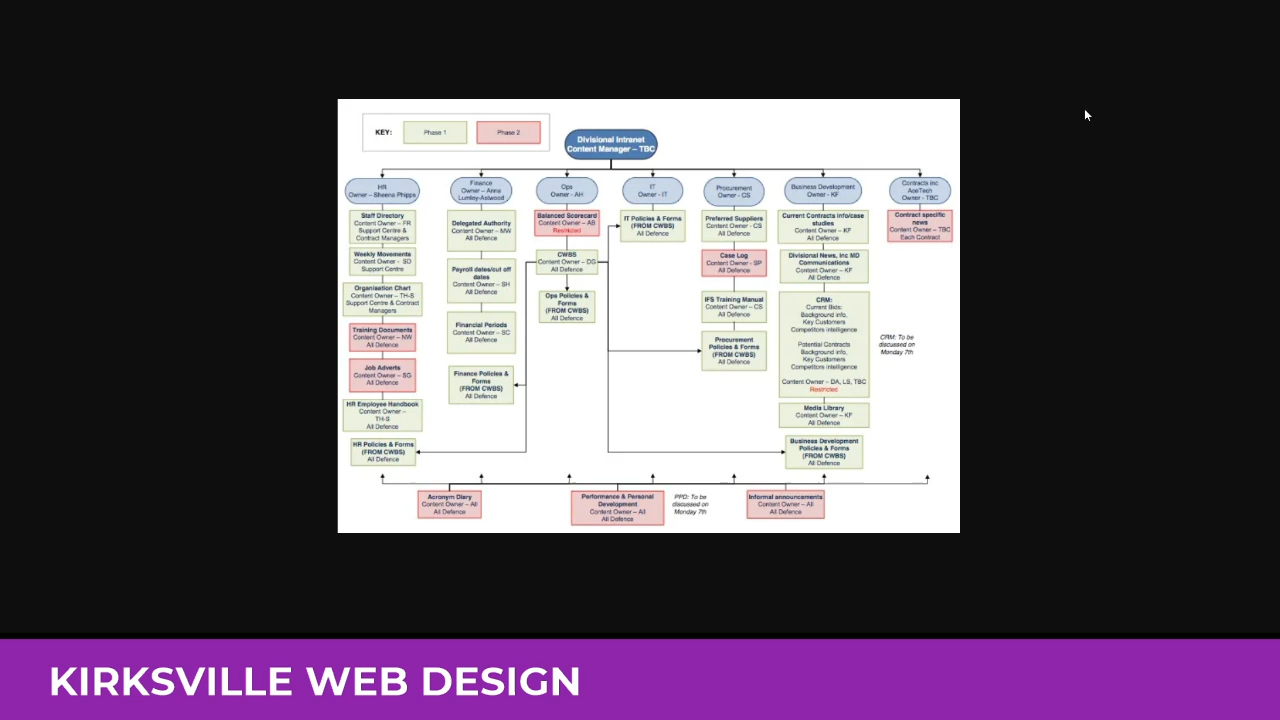 KEY:
Phase 1
Phase 2
Divisional Intranet
Content Manager – TBC
HR
Owner – Sheena Phipps
Finance
Owner – Anna
Lumley-Astwood
Ops
Owner - AH
IT
Owner - IT
Procurement
Owner - CS
Business Development
Owner - KF
Contracts inc
AceTech
Owner - TBC
Staff Directory
Content Owner – FR
Support Centre &
Contract Managers
Weekly Movements
Content Owner - SD
Support Centre
Organisation Chart
Content Owner – TH-S
Support Centre & Contract
Managers
Training Documents
Content Owner – NW
All Defence
Job Adverts
Content Owner – SG
All Defence
HR Employee Handbook
Content Owner –
TH-S
All Defence
HR Policies & Forms
(FROM CWBS)
All Defence
Delegated Authority
Content Owner – MW
All Defence
Payroll dates/cut off
dates
Content Owner – SH
All Defence
Financial Periods
Content Owner – SC
All Defence
Finance Policies &
Forms
(FROM CWBS)
All Defence
Balanced Scorecard
Content Owner – AB
Restricted
CWBS
Content Owner – DG
All Defence
Ops Policies &
Forms
(FROM CWBS)
All Defence
IT Policies & Forms
(FROM CWBS)
All Defence
Preferred Suppliers
Content Owner - CS
All Defence
Case Log
Content Owner - SP
All Defence
IFS Training Manual
Content Owner – CS
All Defence
Procurement
Policies & Forms
(FROM CWBS)
All Defence
Current Contracts info/case
studies
Content Owner – KF
All Defence
Divisional News, inc MD
Communications
Content Owner – KF
All Defence
CRM:
Current Bids:
Background info,
Key Customers
Competitors intelligence
Potential Contracts
Background info,
Key Customers
Competitors intelligence
Content Owner – DA, LS, TBC
Restricted
Media Library
Content Owner – KF
All Defence
Business Development
Policies & Forms
(FROM CWBS)
All Defence
Contract specific
news
Content Owner – TBC
Each Contract
CRM: To be
discussed on
Monday 7th
Acronym Diary
Content Owner – All
All Defence
Performance & Personal
Development
Content Owner – All
All Defence
PPD: To be
discussed on
Monday 7th
Informal announcements
Content Owner – All
All Defence
KIRKSVILLE WEB DESIGN